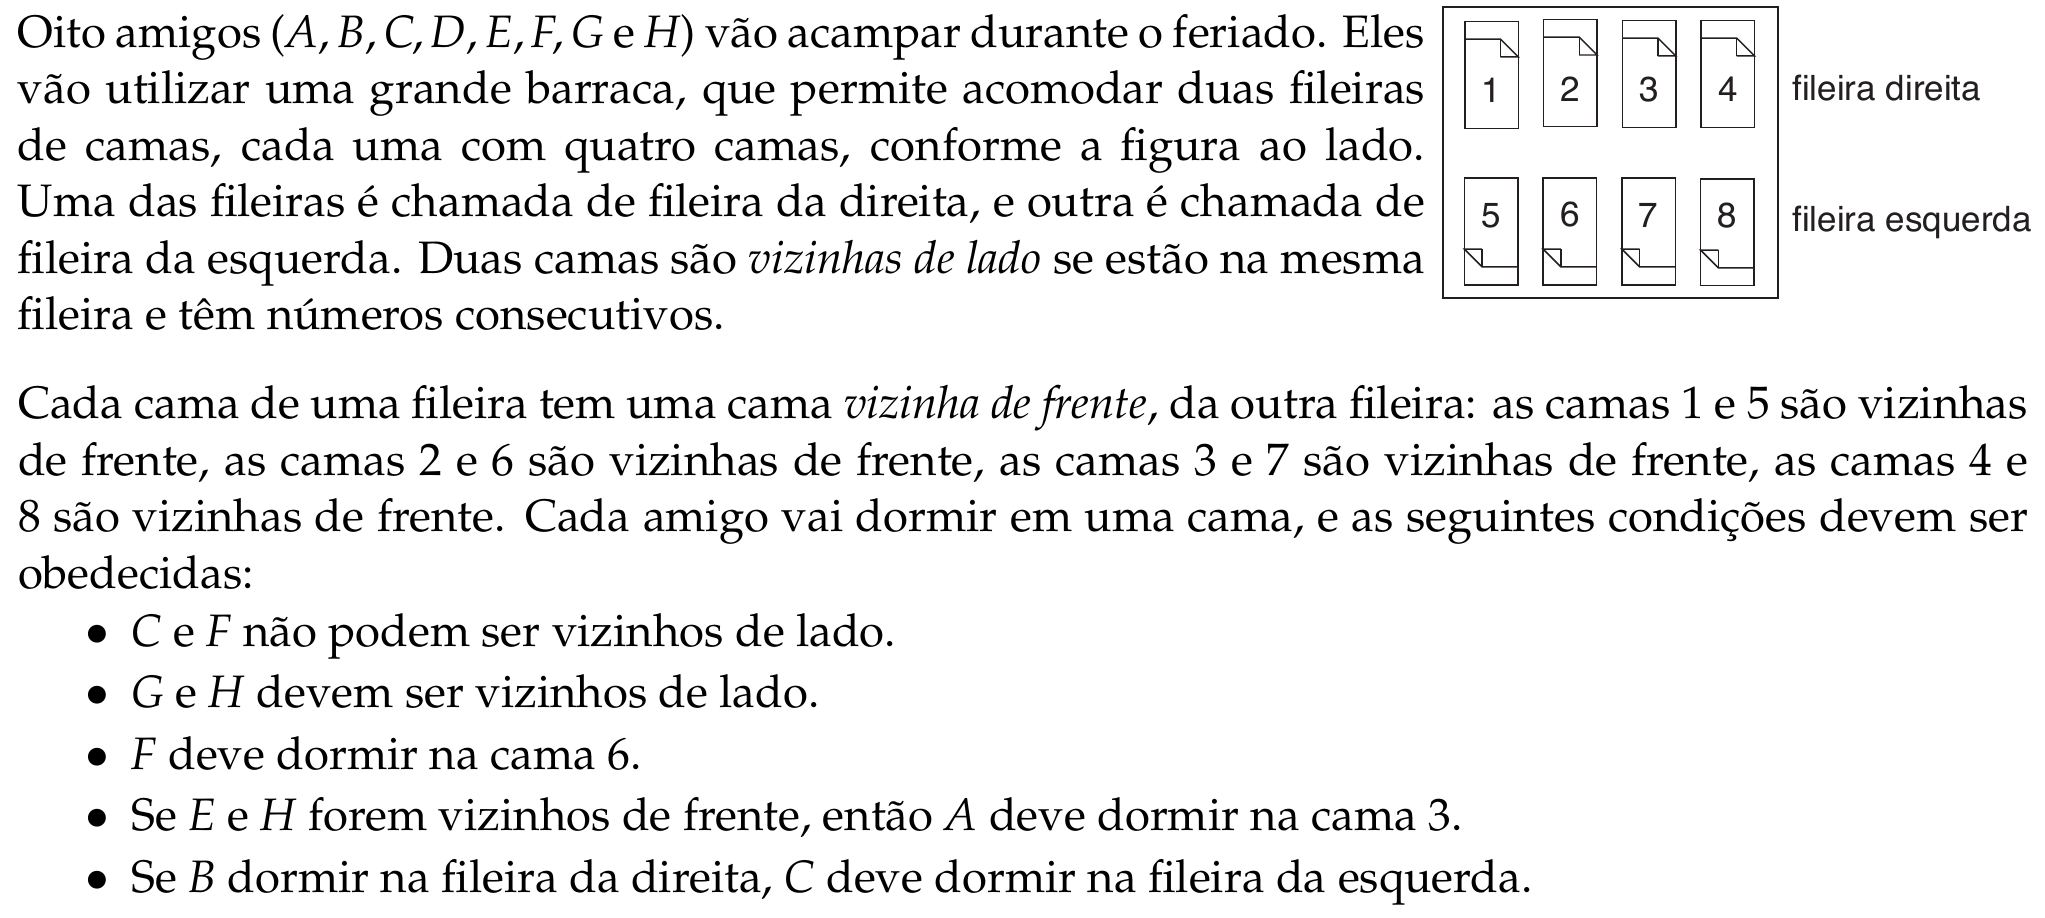 Oito amigos (A, B, C, D, E, F, G e H) vão acampar durante o feriado. Eles
vão utilizar uma grande barraca, que permite acomodar duas fileiras
de camas, cada uma com quatro camas, conforme a figura ao lado.
Uma das fileiras é chamada de fileira da direita, e outra é chamada de
fileira da esquerda. Duas camas são vizinhas de lado se estão na mesma
fileira e têm números consecutivos.
1 2 3 4 fileira direita
5 6 7 8 fileira esquerda
Cada cama de uma fileira tem uma cama vizinha de frente, da outra fileira: as camas 1 e 5 são vizinhas
de frente, as camas 2 e 6 são vizinhas de frente, as camas 3 e 7 são vizinhas de frente, as camas 4 e
8 são vizinhas de frente. Cada amigo vai dormir em uma cama, e as seguintes condições devem ser
obedecidas:
• C e F não podem ser vizinhos de lado.
• G e H devem ser vizinhos de lado.
• F deve dormir na cama 6.
• Se E e H forem vizinhos de frente, então A deve dormir na cama 3.
• Se B dormir na fileira da direita, C deve dormir na fileira da esquerda.